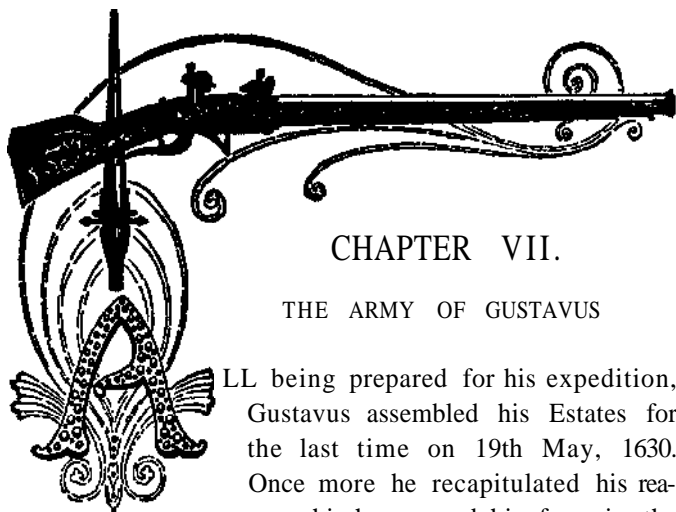 CHAPTER VII.
THE ARMY OF GUSTAVUS
ALL being prepared for his expedition,
Gustavus assembled his Estates for
the last time on 19th May, 1630.
Once more he recapitulated his rea-